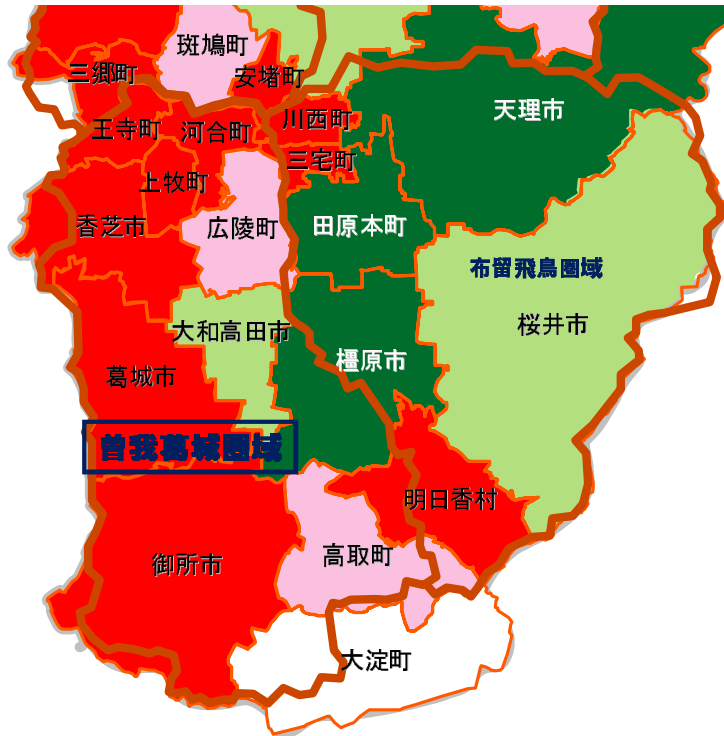 斑鳩町
三郷町
安堵町
天理市
王寺町
河合町
川西町
三宅町
上牧町
香芝市
広陵町
田原本町
布留飛鳥圏域
大和高田市
桜井市
橿原市
葛城市
曽我葛城圏域
明日香村
高取町
御所市
大淀町